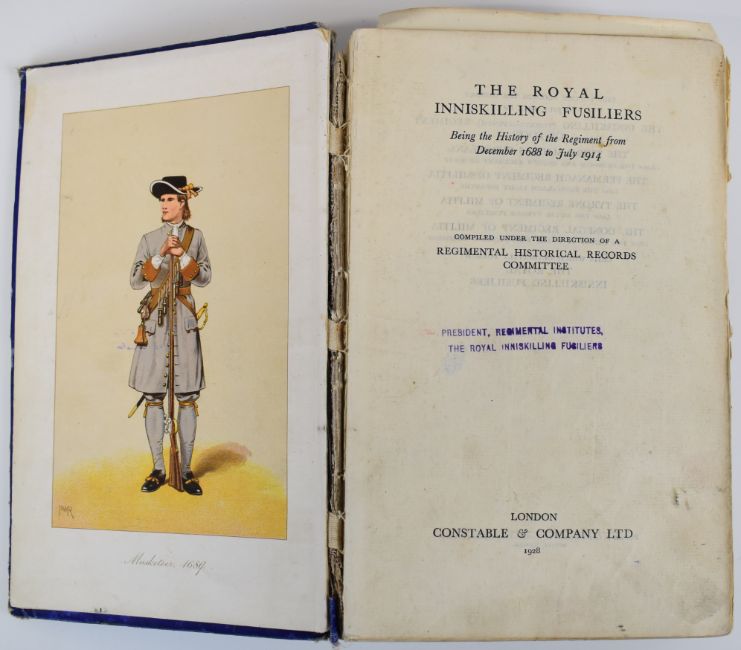 Musketeer, 1689.
THE ROYAL
INNISKILLING FUSILIERS
Being the History of the Regiment from
December 1688 to July 1914
COMPILED UNDER THE DIRECTION OF A
REGIMENTAL HISTORICAL RECORDS
COMMITTEE
PRESIDENT, REGIMENTAL INSTITUTES,
THE ROYAL INNISKILLING FUSILIERS
LONDON
CONSTABLE & COMPANY LTD
1928